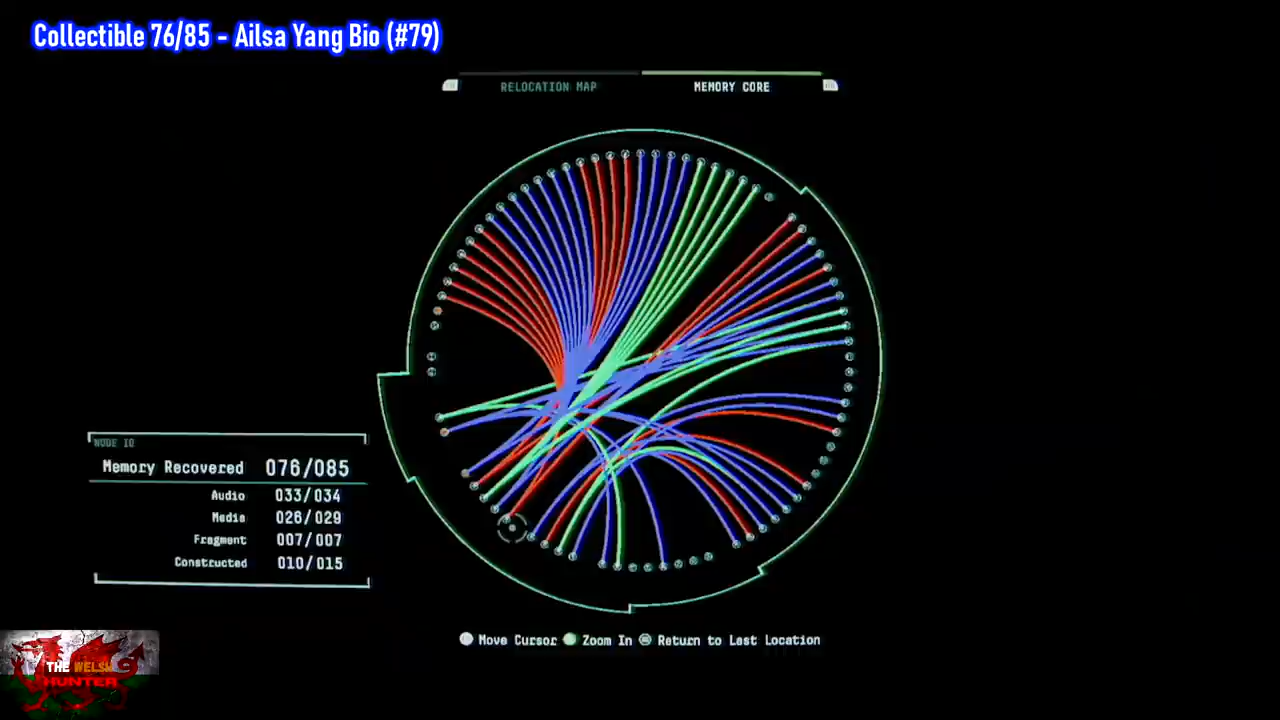 Collectible 76/85 - Ailsa Yang Bio (#79)
RELOCATION MAP
MEMORY CORE
Memory Recovered 076/085
Audio 033/034
Media 026/029
Fragment 007/007
Constructed 010/015
Move Cursor Zoom In Return to Last Location
THE WELSH
HUNTER